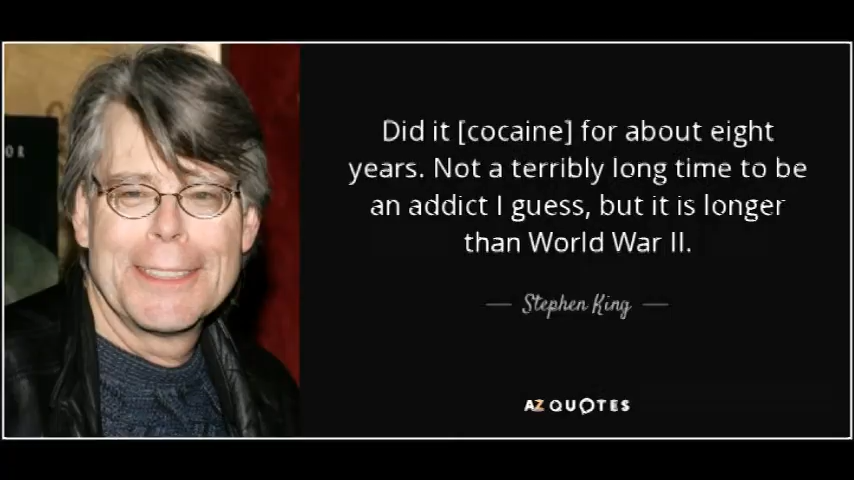 O R
Did it [cocaine] for about eight
years. Not a terribly long time to be
an addict I guess, but it is longer
than World War II.
— Stephen King —
AZ QUOTES